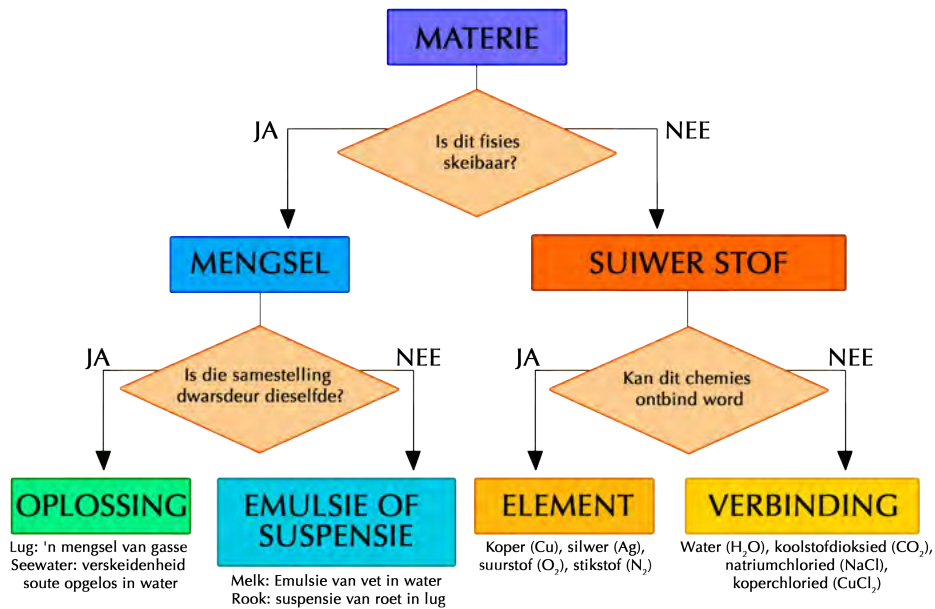 MATERIE
JA
NEE
Is dit fisies
skeibaar?
MENGSEL
SUIWER STOF
JA
NEE
Is die samestelling
dwarsdeur dieselfde?
JA
NEE
Kan dit chemies
ontbind word
OPLOSSING
Lug: 'n mengsel van gasse
Seewater: verskeidenheid
soute opgelos in water
EMULSIE OF
SUSPENSIE
Melk: Emulsie van vet in water
Rook: suspensie van roet in lug
ELEMENT
Koper (Cu), silwer (Ag),
suurstof (O₂), stikstof (N₂)
VERBINDING
Water (H₂O), koolstofdioksied (CO₂),
natriumchloried (NaCl),
koperchloried (CuCl₂)